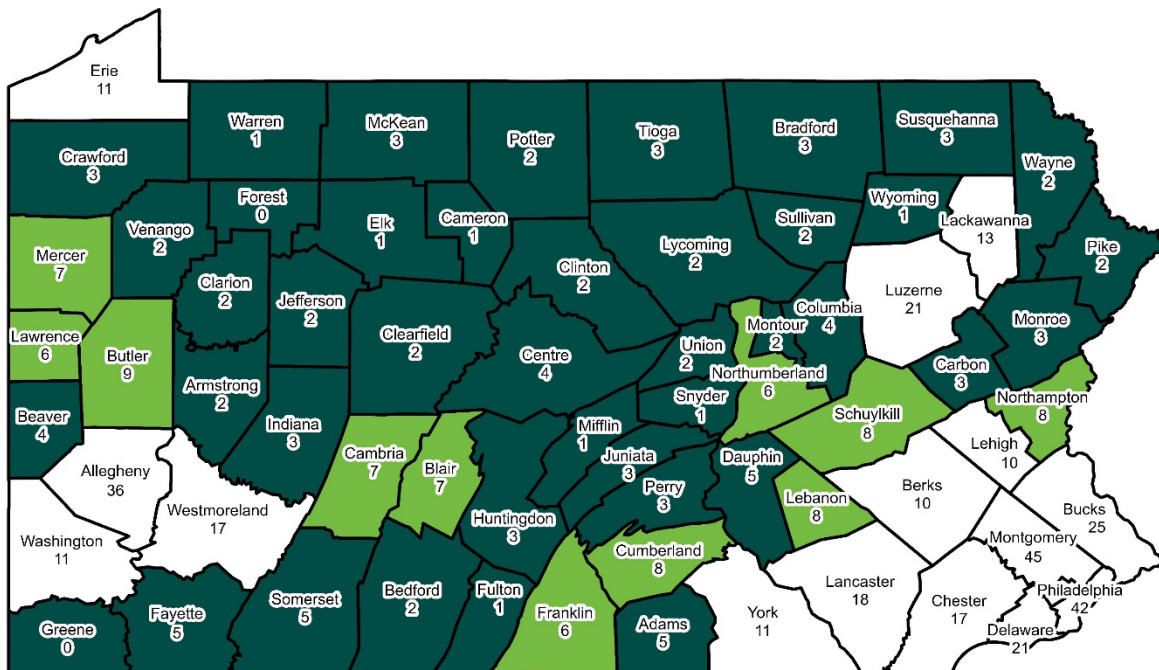 Erie
11
Warren
1
McKean
3
Potter
2
Tioga
3
Bradford
3
Susquehanna
3
Wayne
2
Crawford
3
Forest
0
Venango
2
Elk
1
Cameron
1
Sullivan
2
Wyoming
1
Lackawanna
13
Pike
2
Mercer
7
Clarion
2
Jefferson
2
Clinton
2
Lycoming
2
Luzerne
21
Columbia
4
Monroe
3
Lawrence
6
Butler
9
Clearfield
2
Centre
4
Union
2
Montour
2
Carbon
3
Northumberland
6
Armstrong
2
Snyder
1
Northampton
8
Beaver
4
Indiana
3
Mifflin
1
Schuylkill
8
Lehigh
10
Allegheny
36
Cambria
7
Blair
7
Juniata
3
Dauphin
5
Perry
3
Berks
10
Lebanon
8
Bucks
25
Westmoreland
17
Huntingdon
3
Washington
11
Cumberland
8
Montgomery
45
Philadelphia
42
Lancaster
18
Chester
17
Delaware
21
Greene
0
Fayette
5
Somerset
5
Bedford
2
Fulton
1
Franklin
6
Adams
5
York
11